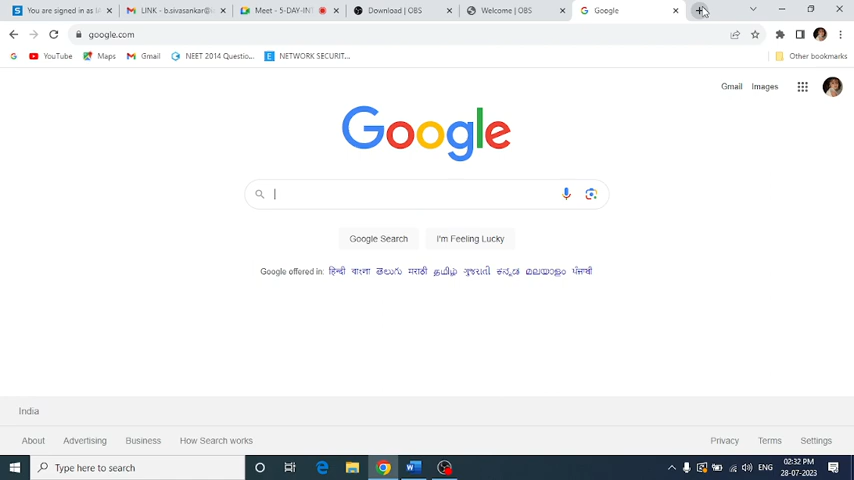 You are signed in as
LINK - b.sivasankar@
Meet - 5-DAY-INT
Download | OBS
Welcome | OBS
Google
google.com
YouTube
Maps
Gmail
NEET 2014 Questio...
NETWORK SECURIT...
Other bookmarks
Gmail
Images
Google
Google Search
I'm Feeling Lucky
Google offered in: हिन्दी বাংলা తెలుగు मराठी தமிழ் ગુજરાતી ಕನ್ನಡ മലയാളം ਪੰਜਾਬੀ
India
About
Advertising
Business
How Search works
Privacy
Terms
Settings
Type here to search
ENG
02:32 PM
28-07-2023